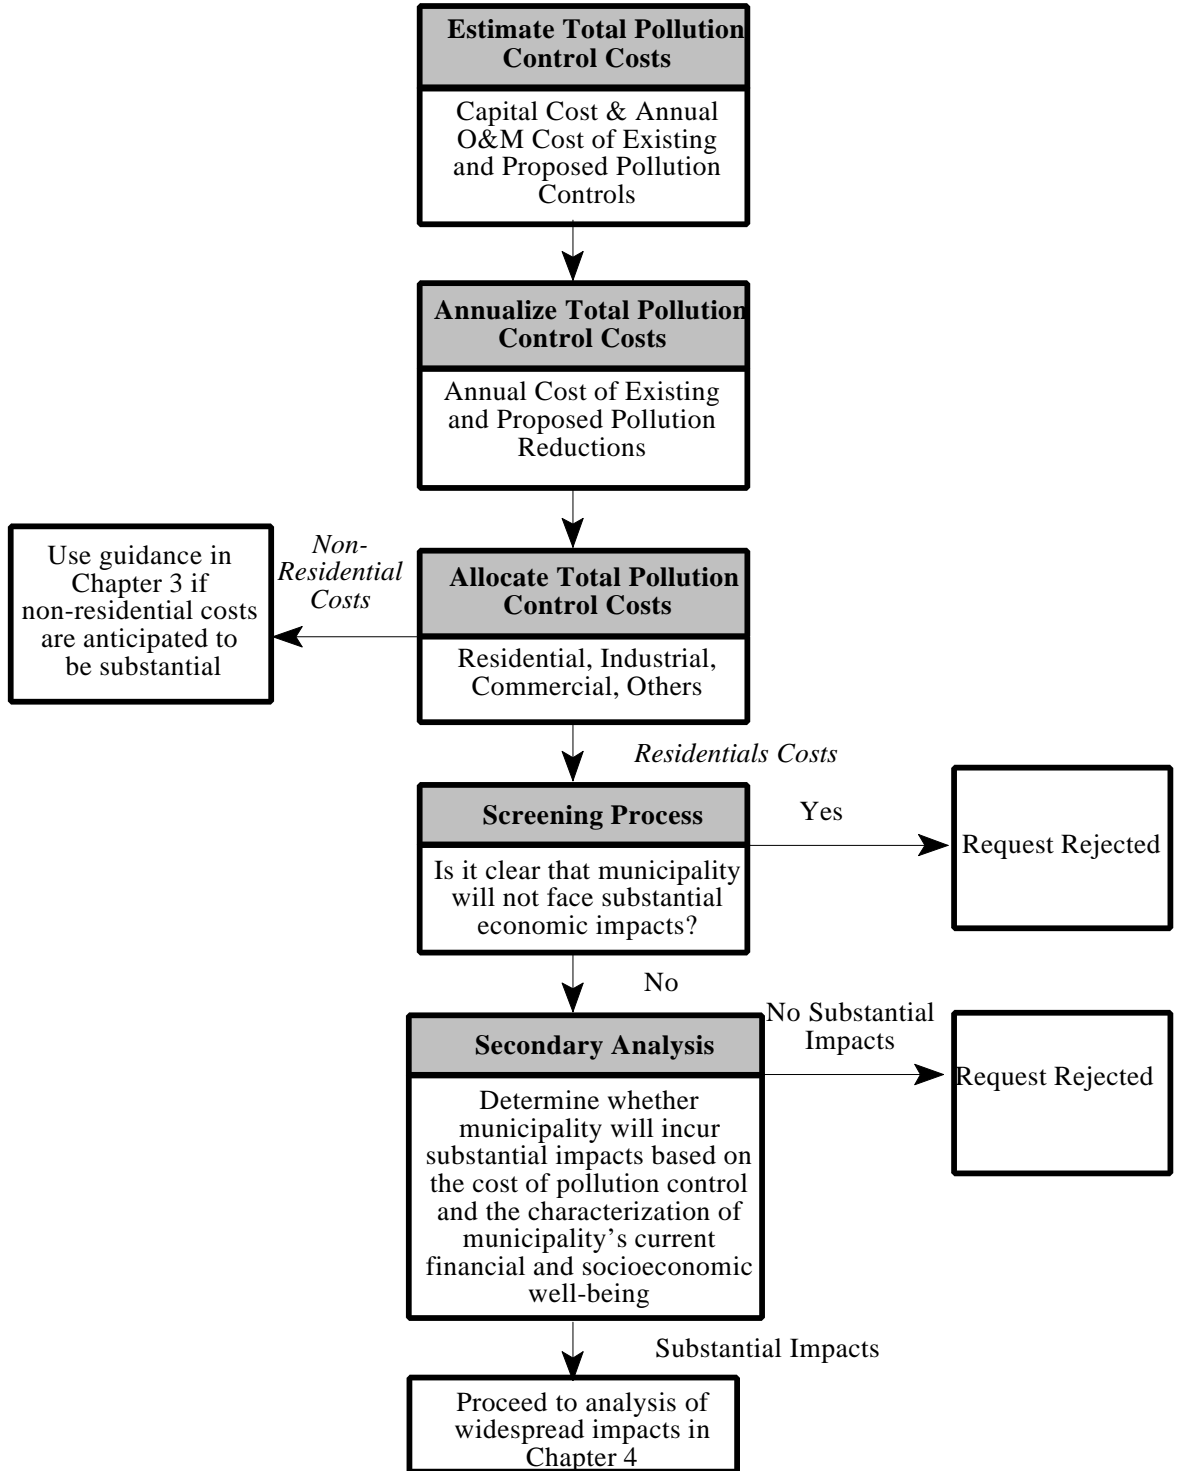 Estimate Total Pollution
Control Costs
Capital Cost & Annual
O&M Cost of Existing
and Proposed Pollution
Controls
Annualize Total Pollution
Control Costs
Annual Cost of Existing
and Proposed Pollution
Reductions
Use guidance in
Chapter 3 if
non-residential costs
are anticipated to
be substantial
Non-
Residential
Costs
Allocate Total Pollution
Control Costs
Residential, Industrial,
Commercial, Others
Residentials Costs
Screening Process
Is it clear that municipality
will not face substantial
economic impacts?
Yes
Request Rejected
No
Secondary Analysis
Determine whether
municipality will incur
substantial impacts based on
the cost of pollution control
and the characterization of
municipality’s current
financial and socioeconomic
well-being
No Substantial
Impacts
Request Rejected
Substantial Impacts
Proceed to analysis of
widespread impacts in
Chapter 4